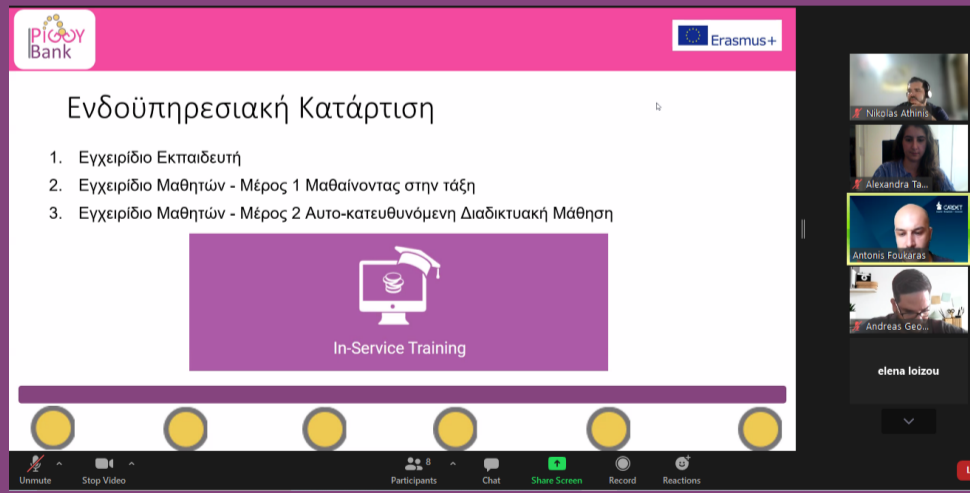 PiGGY
Bank
Erasmus+
Ενδοϋπηρεσιακή Κατάρτιση
1. Εγχειρίδιο Εκπαιδευτή
2. Εγχειρίδιο Μαθητών - Μέρος 1 Μαθαίνοντας στην τάξη
3. Εγχειρίδιο Μαθητών - Μέρος 2 Αυτο-κατευθυνόμενη Διαδικτυακή Μάθηση
In-Service Training
Nikolas Athinis
Alexandra Ta...
CARDET
Antonis Foukaras
Andreas Geo...
elena loizou
Unmute
Stop Video
8
Participants
Chat
Share Screen
Record
Reactions
L